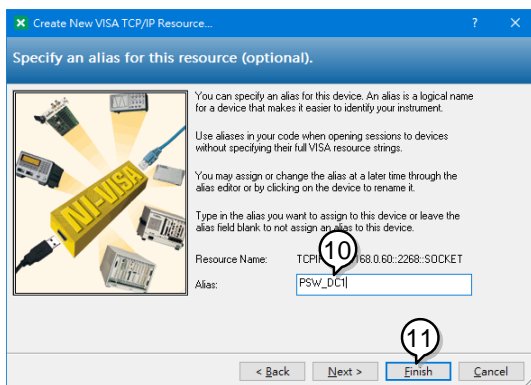 Create New VISA TCP/IP Resource...
Specify an alias for this resource (optional).
You can specify an alias for this device. An alias is a logical name
for a device that makes it easier to identify your instrument.
Use aliases in your code when opening sessions to devices
without specifying their full VISA resource strings.
You may assign or change the alias at a later time through the
alias editor or by clicking on the device to rename it.
Type in the alias you want to assign to this device or leave the
alias field blank to not assign an alias to this device.
10
Resource Name: TCPIP 68.0.60::2268::SOCKET
Alias: PSW_DC1
NI-VISA
11
< Back Next > Finish Cancel